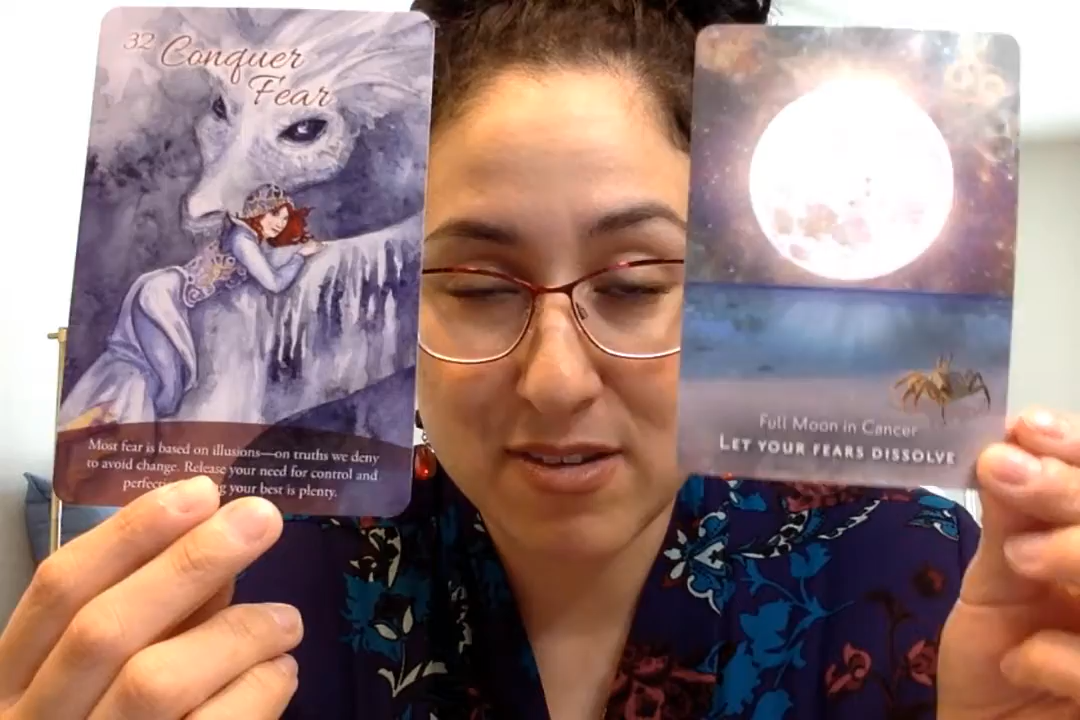 32 Conquer
Fear
Most fear is based on illusions—on truths we deny
to avoid change. Release your need for control and
your best is plenty.
Full Moon in Cancer
LET YOUR FEARS DISSOLVE